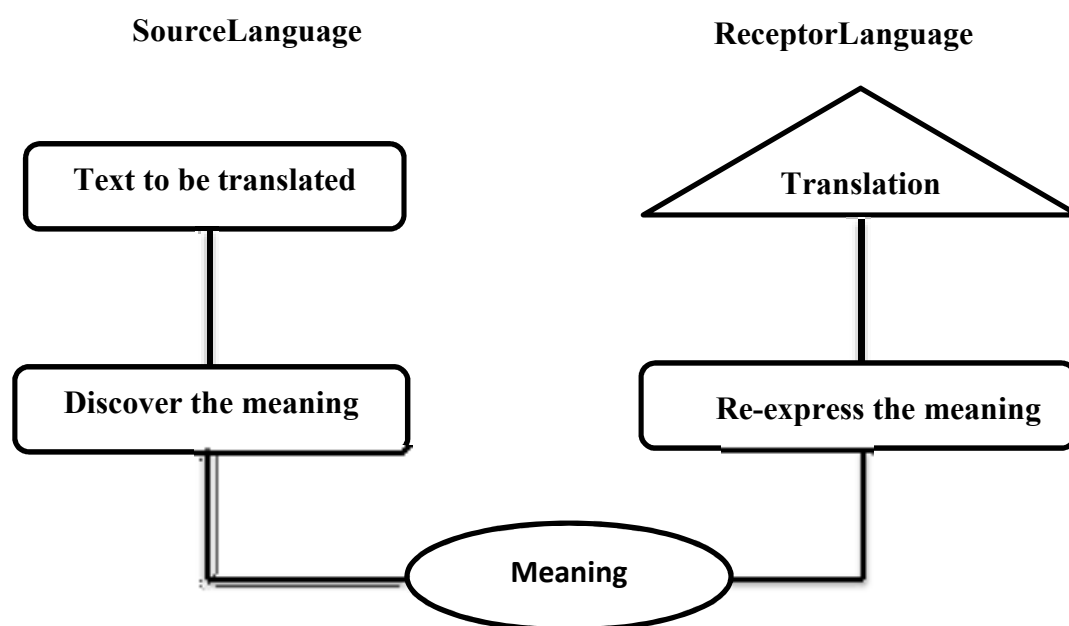 SourceLanguage
ReceptorLanguage
Text to be translated
Translation
Discover the meaning
Re-express the meaning
Meaning